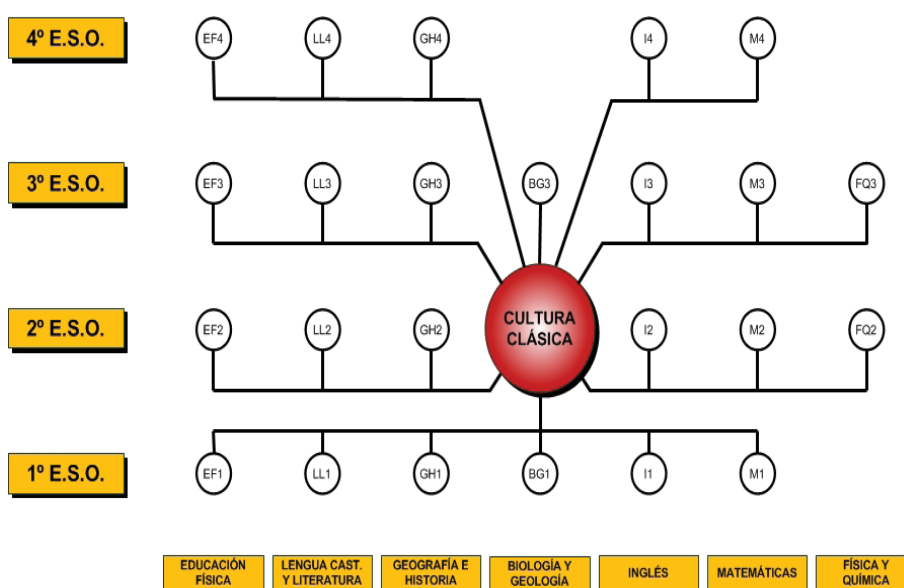 4º E.S.O.
EF4
LL4
GH4
I4
M4
3º E.S.O.
EF3
LL3
GH3
BG3
I3
M3
FQ3
2º E.S.O.
EF2
LL2
GH2
CULTURA
CLÁSICA
I2
M2
FQ2
1º E.S.O.
EF1
LL1
GH1
BG1
I1
M1
EDUCACIÓN
FÍSICA
LENGUA CAST.
Y LITERATURA
GEOGRAFÍA E
HISTORIA
BIOLOGÍA Y
GEOLOGÍA
INGLÉS
MATEMÁTICAS
FÍSICA Y
QUÍMICA